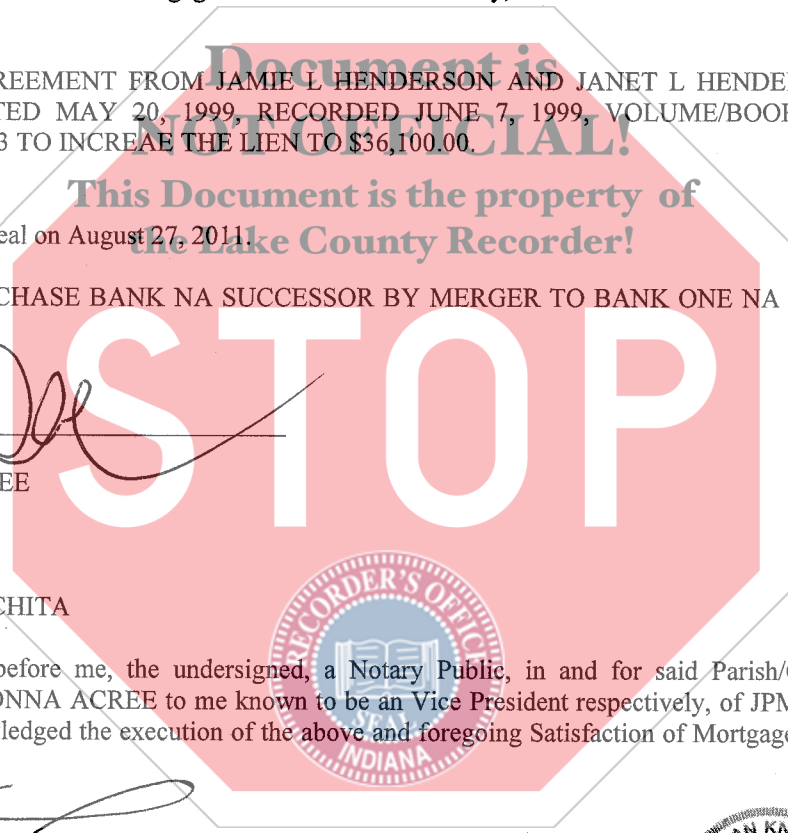 REEMENT FROM JAMIE L HENDERSON AND JANET L HENDE
TED MAY 20, 1999, RECORDED JUNE 7, 1999, VOLUME/BOO
3 TO INCREAE THE LIEN TO $36,100.00.
Document is
NOT OFFICIAL!
This Document is the property of
the Lake County Recorder!
eal on August 27, 2011.
CHASE BANK NA SUCCESSOR BY MERGER TO BANK ONE NA
STOP
EE
CHITA
before me, the undersigned, a Notary Public, in and for said Parish/
ONNA ACREE to me known to be an Vice President respectively, of JPM
ledged the execution of the above and foregoing Satisfaction of Mortgage
RECORDER'S OFFICE
SEAL
INDIANA